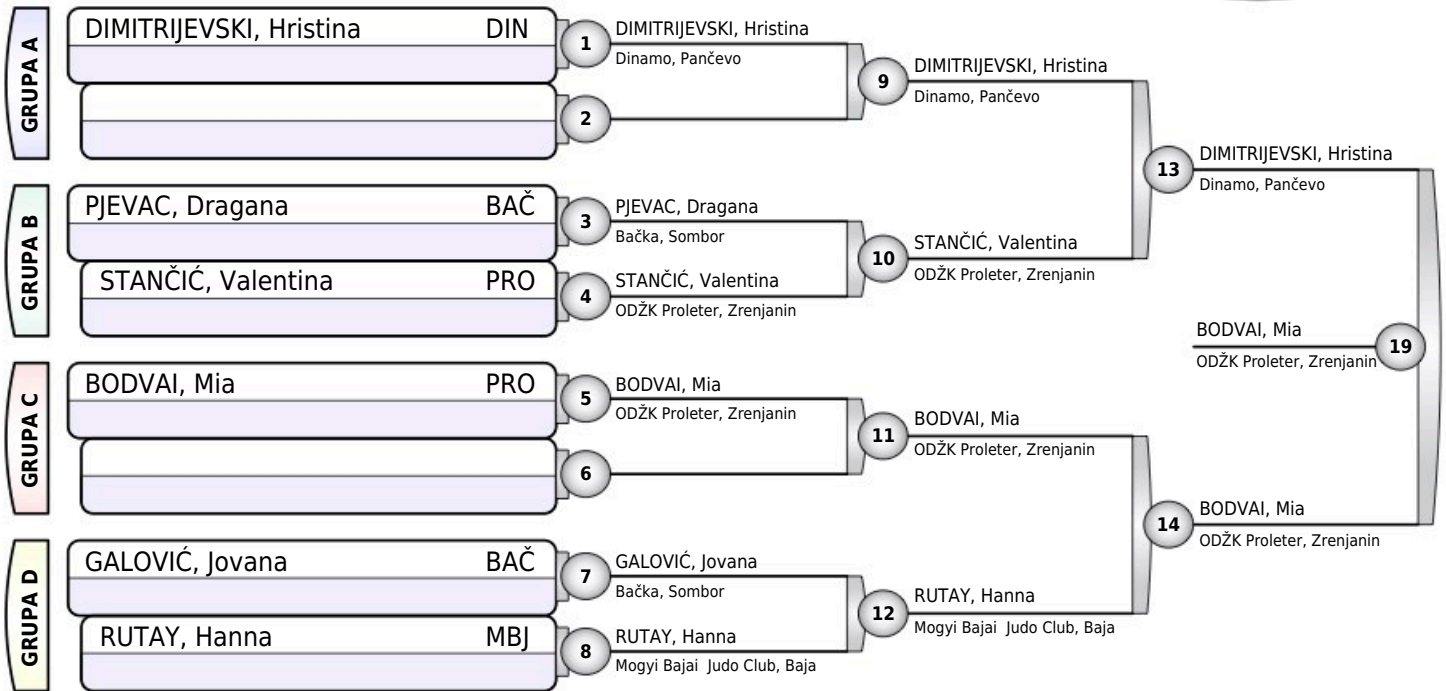 GRUPA A
DIMITRIJEVSKI, Hristina DIN
1
DIMITRIJEVSKI, Hristina
Dinamo, Pančevo
2
9
DIMITRIJEVSKI, Hristina
Dinamo, Pančevo
GRUPA B
PJEVAC, Dragana BAČ
3
PJEVAC, Dragana
Bačka, Sombor
STANČIĆ, Valentina PRO
4
STANČIĆ, Valentina
ODŽK Proleter, Zrenjanin
10
STANČIĆ, Valentina
ODŽK Proleter, Zrenjanin
13
DIMITRIJEVSKI, Hristina
Dinamo, Pančevo
GRUPA C
BODVAI, Mia PRO
5
BODVAI, Mia
ODŽK Proleter, Zrenjanin
6
11
BODVAI, Mia
ODŽK Proleter, Zrenjanin
GRUPA D
GALOVIĆ, Jovana BAČ
7
GALOVIĆ, Jovana
Bačka, Sombor
RUTAY, Hanna MBJ
8
RUTAY, Hanna
Mogyi Bajai Judo Club, Baja
12
RUTAY, Hanna
Mogyi Bajai Judo Club, Baja
14
BODVAI, Mia
ODŽK Proleter, Zrenjanin
BODVAI, Mia
ODŽK Proleter, Zrenjanin
19